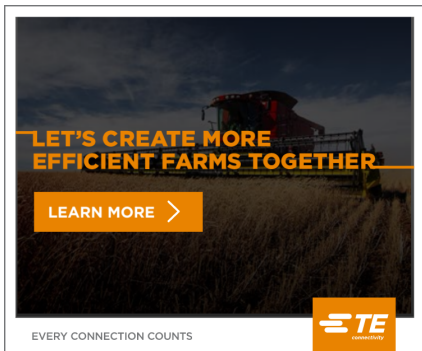 LET'S CREATE MORE
EFFICIENT FARMS TOGETHER
LEARN MORE
EVERY CONNECTION COUNTS
TE
connectivity